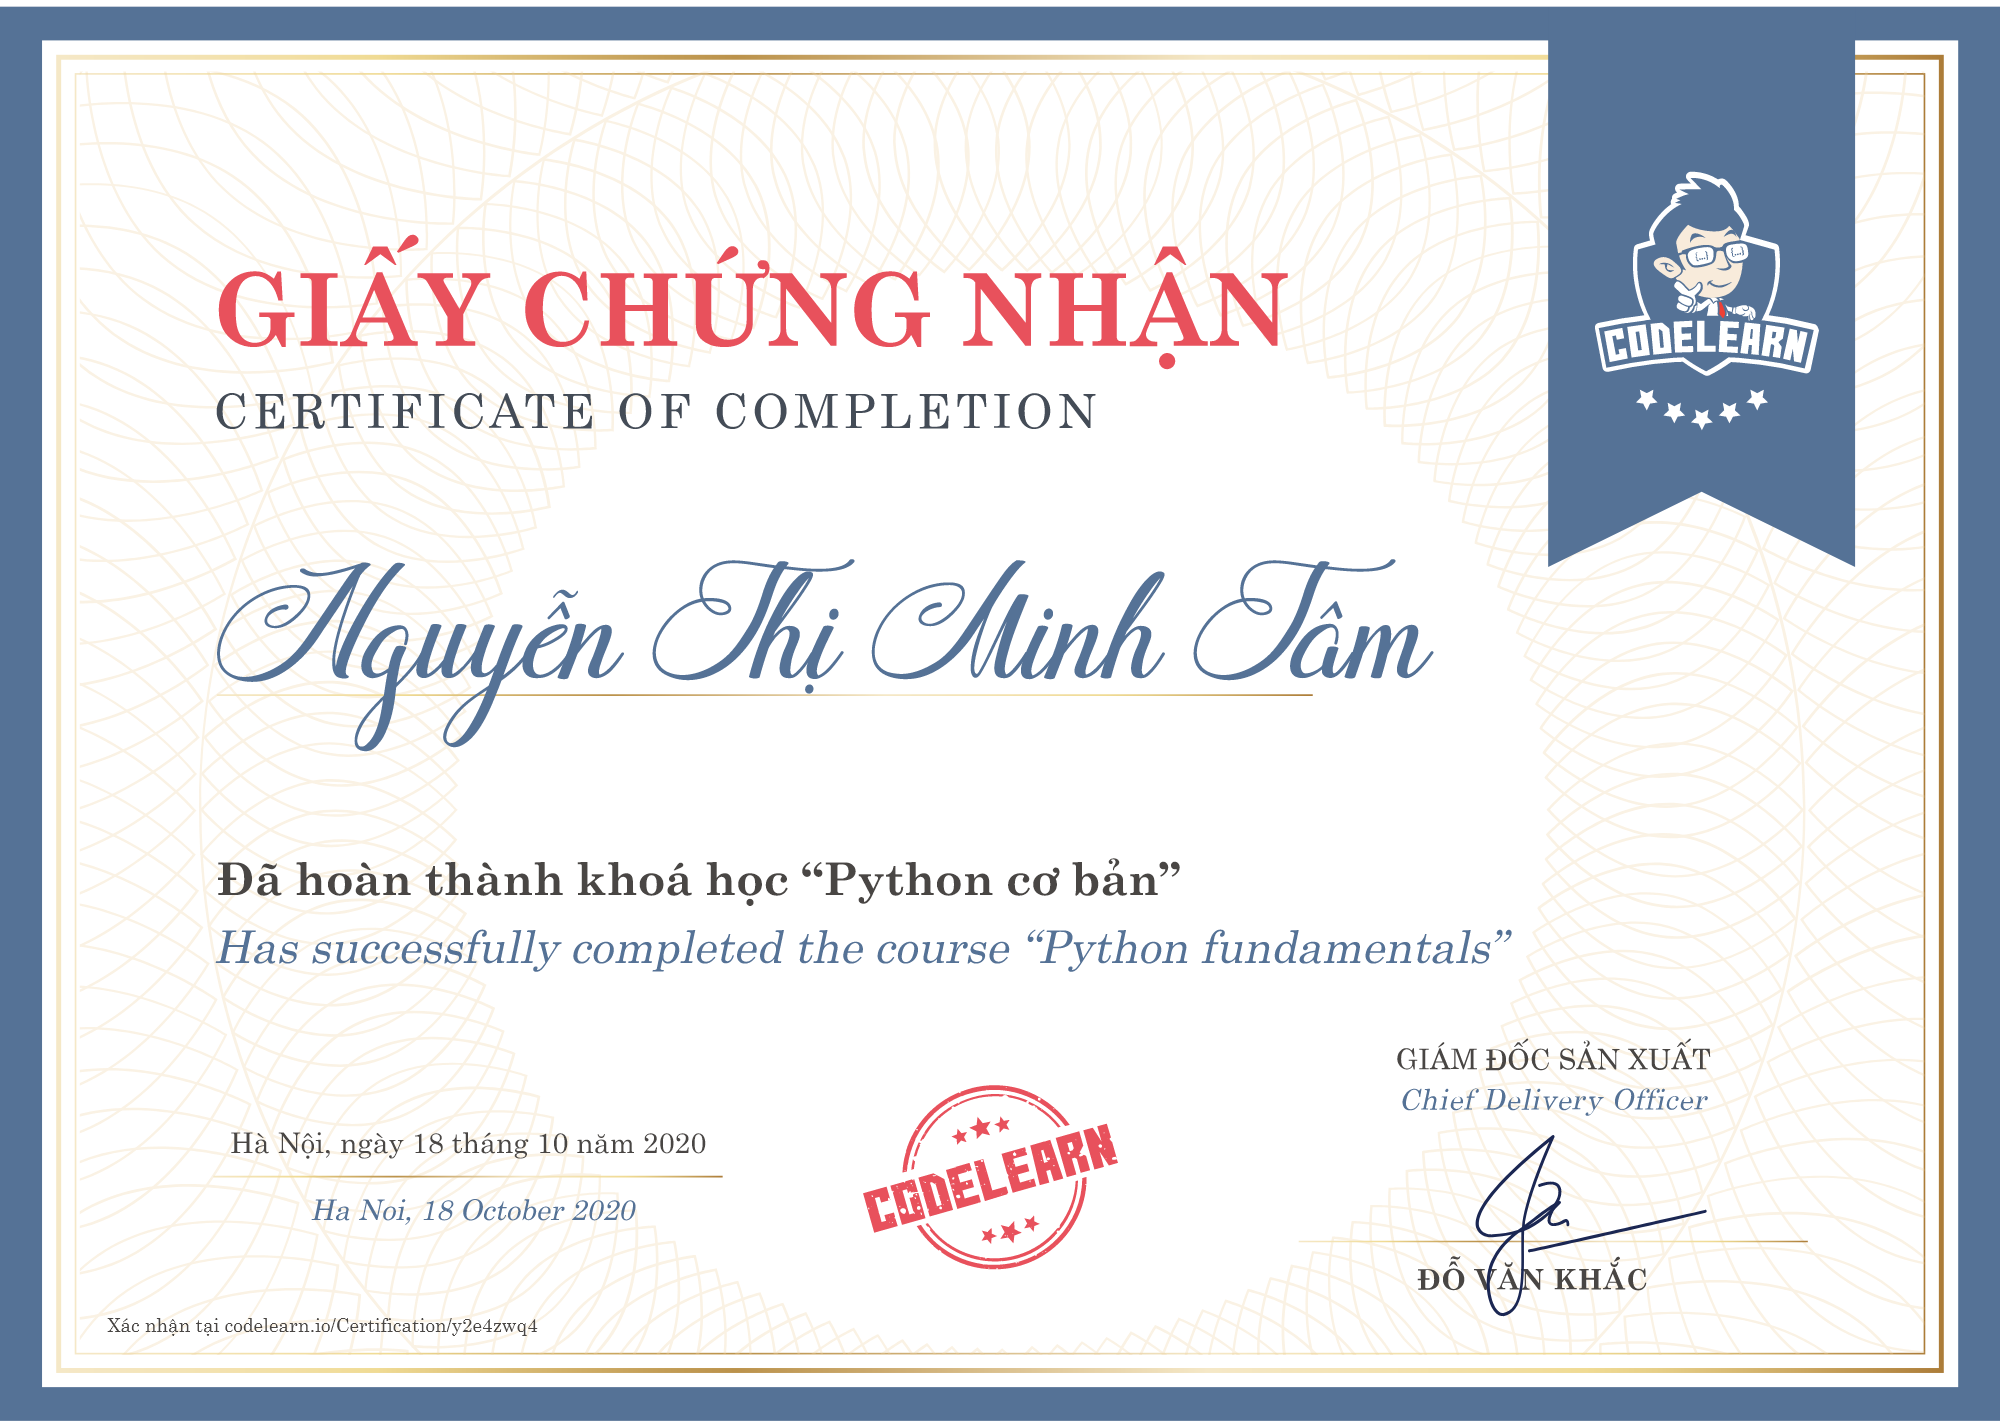 GIẤY CHỨNG NHẬN
CERTIFICATE OF COMPLETION
CODELEARN
Nguyễn Thị Minh Tâm
Đã hoàn thành khoá học “Python cơ bản”
Has successfully completed the course “Python fundamentals”
GIÁM ĐỐC SẢN XUẤT
Chief Delivery Officer
Hà Nội, ngày 18 tháng 10 năm 2020
Ha Noi, 18 October 2020
CODELEARN
ĐỖ VĂN KHẮC
Xác nhận tại codelearn.io/Certification/y2e4zwq4